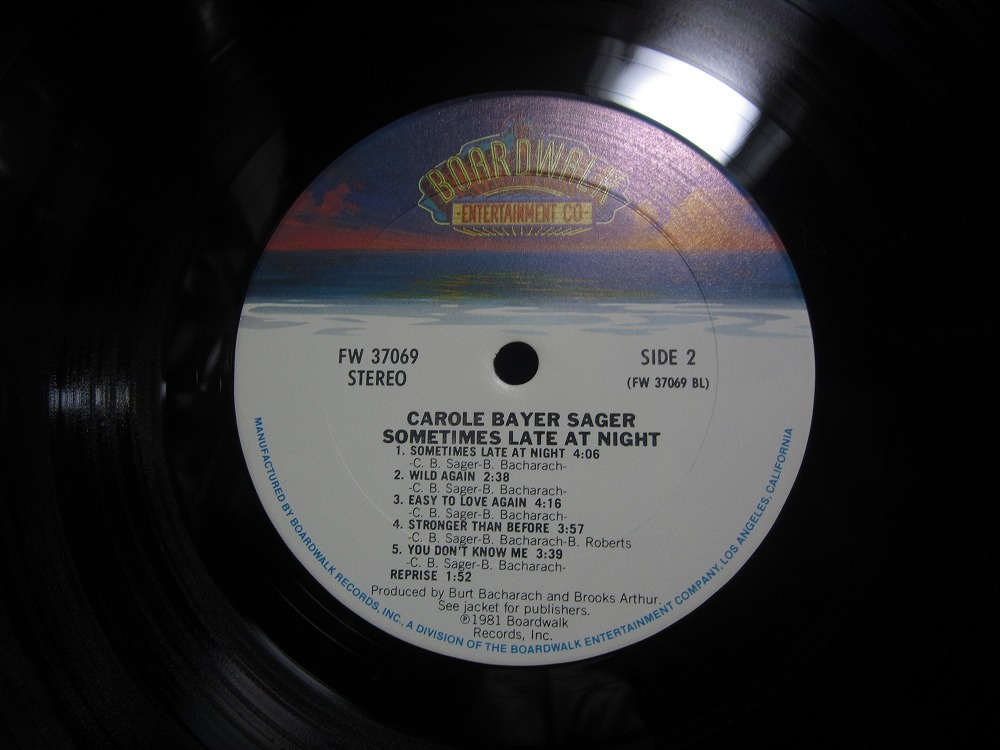 The
BOARDWALK
-ENTERTAINMENT CO-
FW 37069
STEREO
SIDE 2
(FW 37069 BL)
CAROLE BAYER SAGER
SOMETIMES LATE AT NIGHT
1. SOMETIMES LATE AT NIGHT 4:06
-C. B. Sager-B. Bacharach-
2. WILD AGAIN 2:38
-C. B. Sager-B. Bacharach-
3. EASY TO LOVE AGAIN 4:16
-C. B. Sager-B. Bacharach-
4. STRONGER THAN BEFORE 3:57
-C. B. Sager-B. Bacharach-B. Roberts
5. YOU DON'T KNOW ME 3:39
-C. B. Sager-B. Bacharach-
REPRISE 1:52
Produced by Burt Bacharach and Brooks Arthur.
See jacket for publishers.
℗1981 Boardwalk
Records, Inc.
MANUFACTURED BY BOARDWALK RECORDS, INC., A DIVISION OF THE BOARDWALK ENTERTAINMENT COMPANY, LOS ANGELES, CALIFORNIA